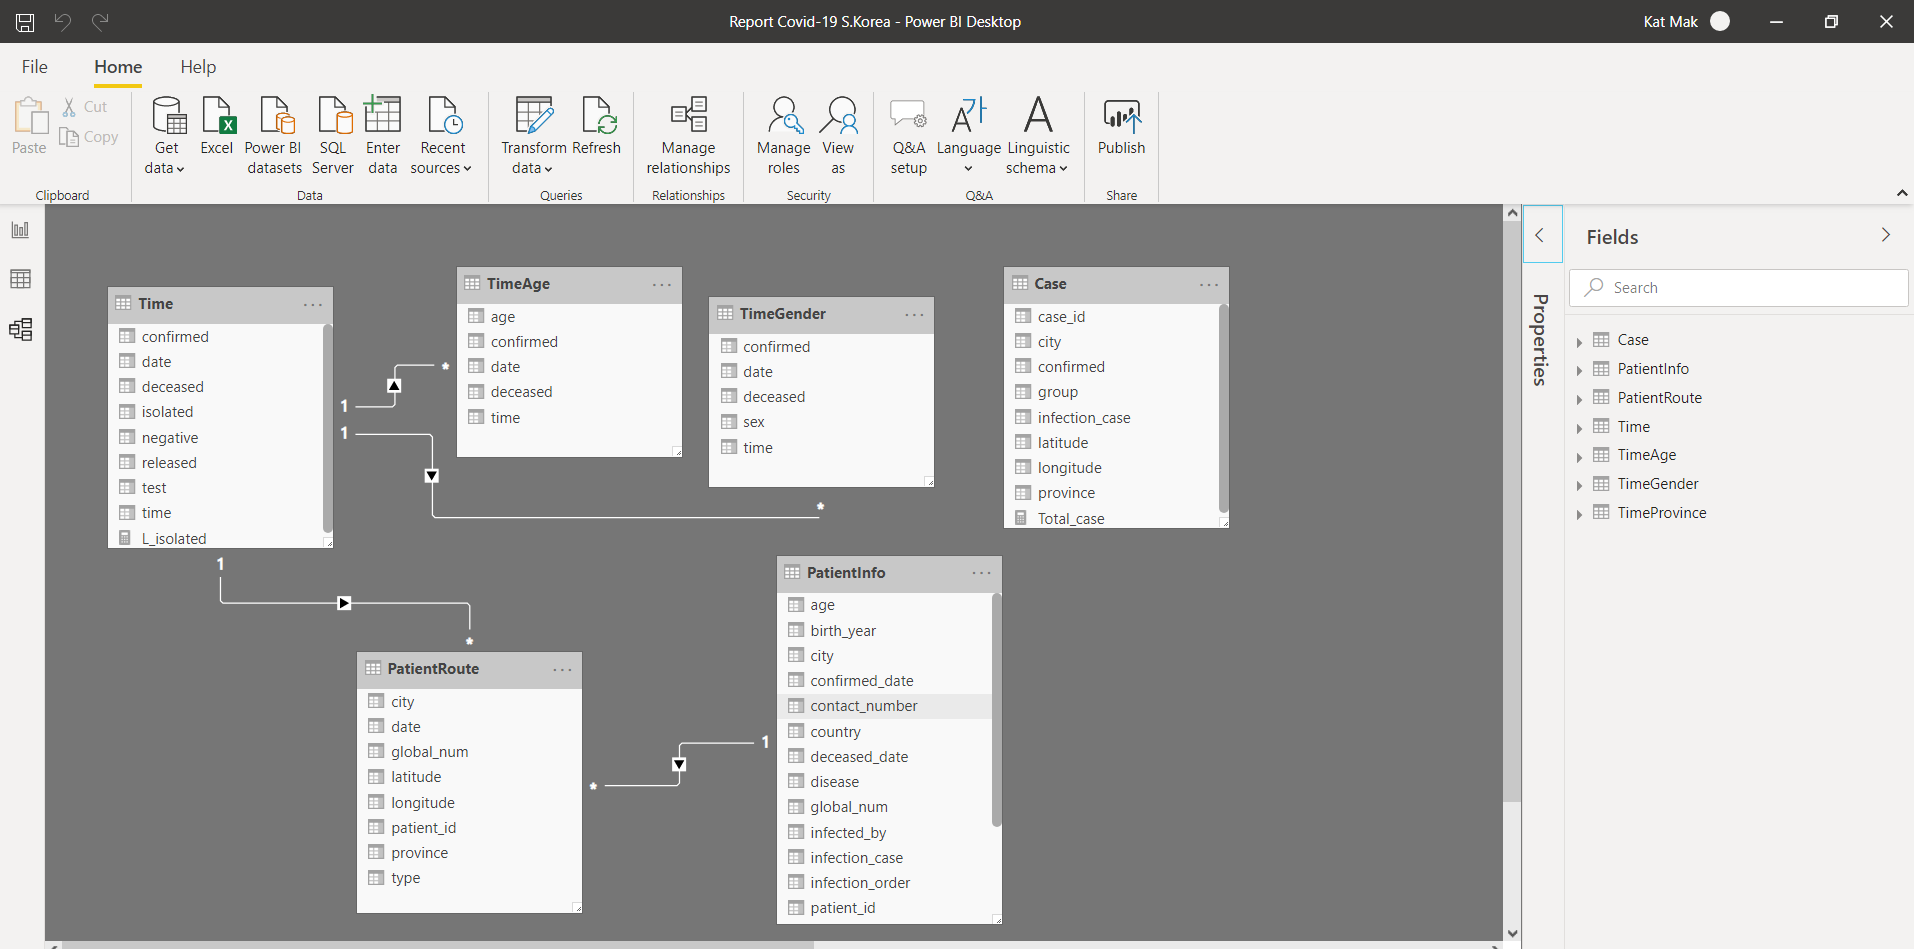 Report Covid-19 S.Korea - Power BI Desktop
Kat Mak
File
Home
Help
Paste
Cut
Copy
Clipboard
Get
data
Excel
Power BI
datasets
SQL
Server
Enter
data
Recent
sources
Data
Transform
data
Refresh
Queries
Manage
relationships
Relationships
Manage
roles
View
as
Security
Q&A
setup
Language
Linguistic
schema
Q&A
Publish
Share
Time
confirmed
date
deceased
isolated
negative
released
test
time
L_isolated
1
1
1
*
TimeAge
age
confirmed
date
deceased
time
TimeGender
confirmed
date
deceased
sex
time
*
Case
case_id
city
confirmed
group
infection_case
latitude
longitude
province
Total_case
*
PatientRoute
city
date
global_num
latitude
longitude
patient_id
province
type
*
1
PatientInfo
age
birth_year
city
confirmed_date
contact_number
country
deceased_date
disease
global_num
infected_by
infection_case
infection_order
patient_id
Properties
Fields
Search
Case
PatientInfo
PatientRoute
Time
TimeAge
TimeGender
TimeProvince